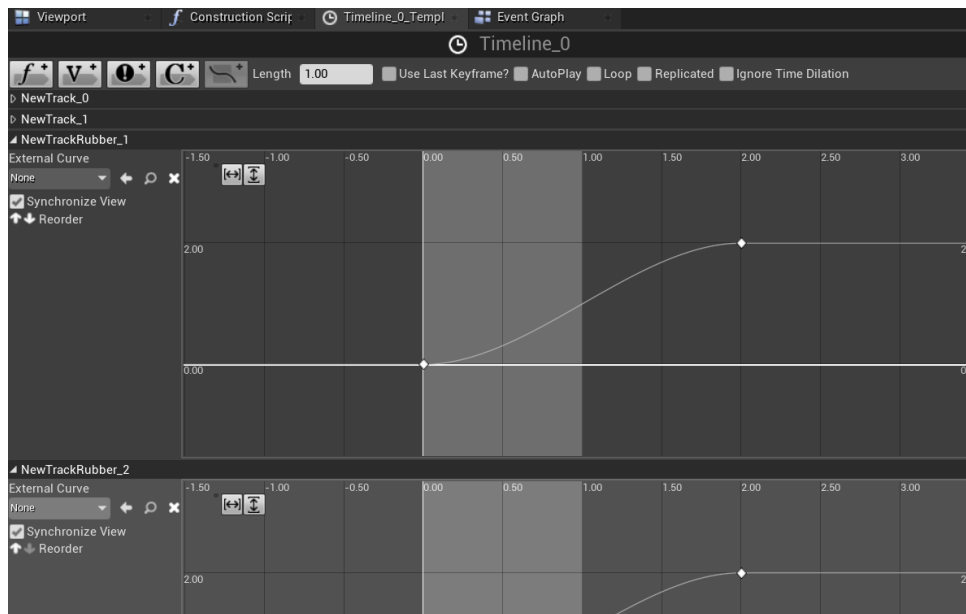 Viewport
Construction Scrip
Timeline_0_Templ
Event Graph
Timeline_0
f V ! C Length 1.00 Use Last Keyframe? AutoPlay Loop Replicated Ignore Time Dilation
NewTrack_0
NewTrack_1
NewTrackRubber_1
External Curve
None
Synchronize View
Reorder
-1.50 -1.00 -0.50 0.00 0.50 1.00 1.50 2.00 2.50 3.00
2.00 2
0.00 0
NewTrackRubber_2
External Curve
None
Synchronize View
Reorder
-1.50 -1.00 -0.50 0.00 0.50 1.00 1.50 2.00 2.50 3.00
2.00 2